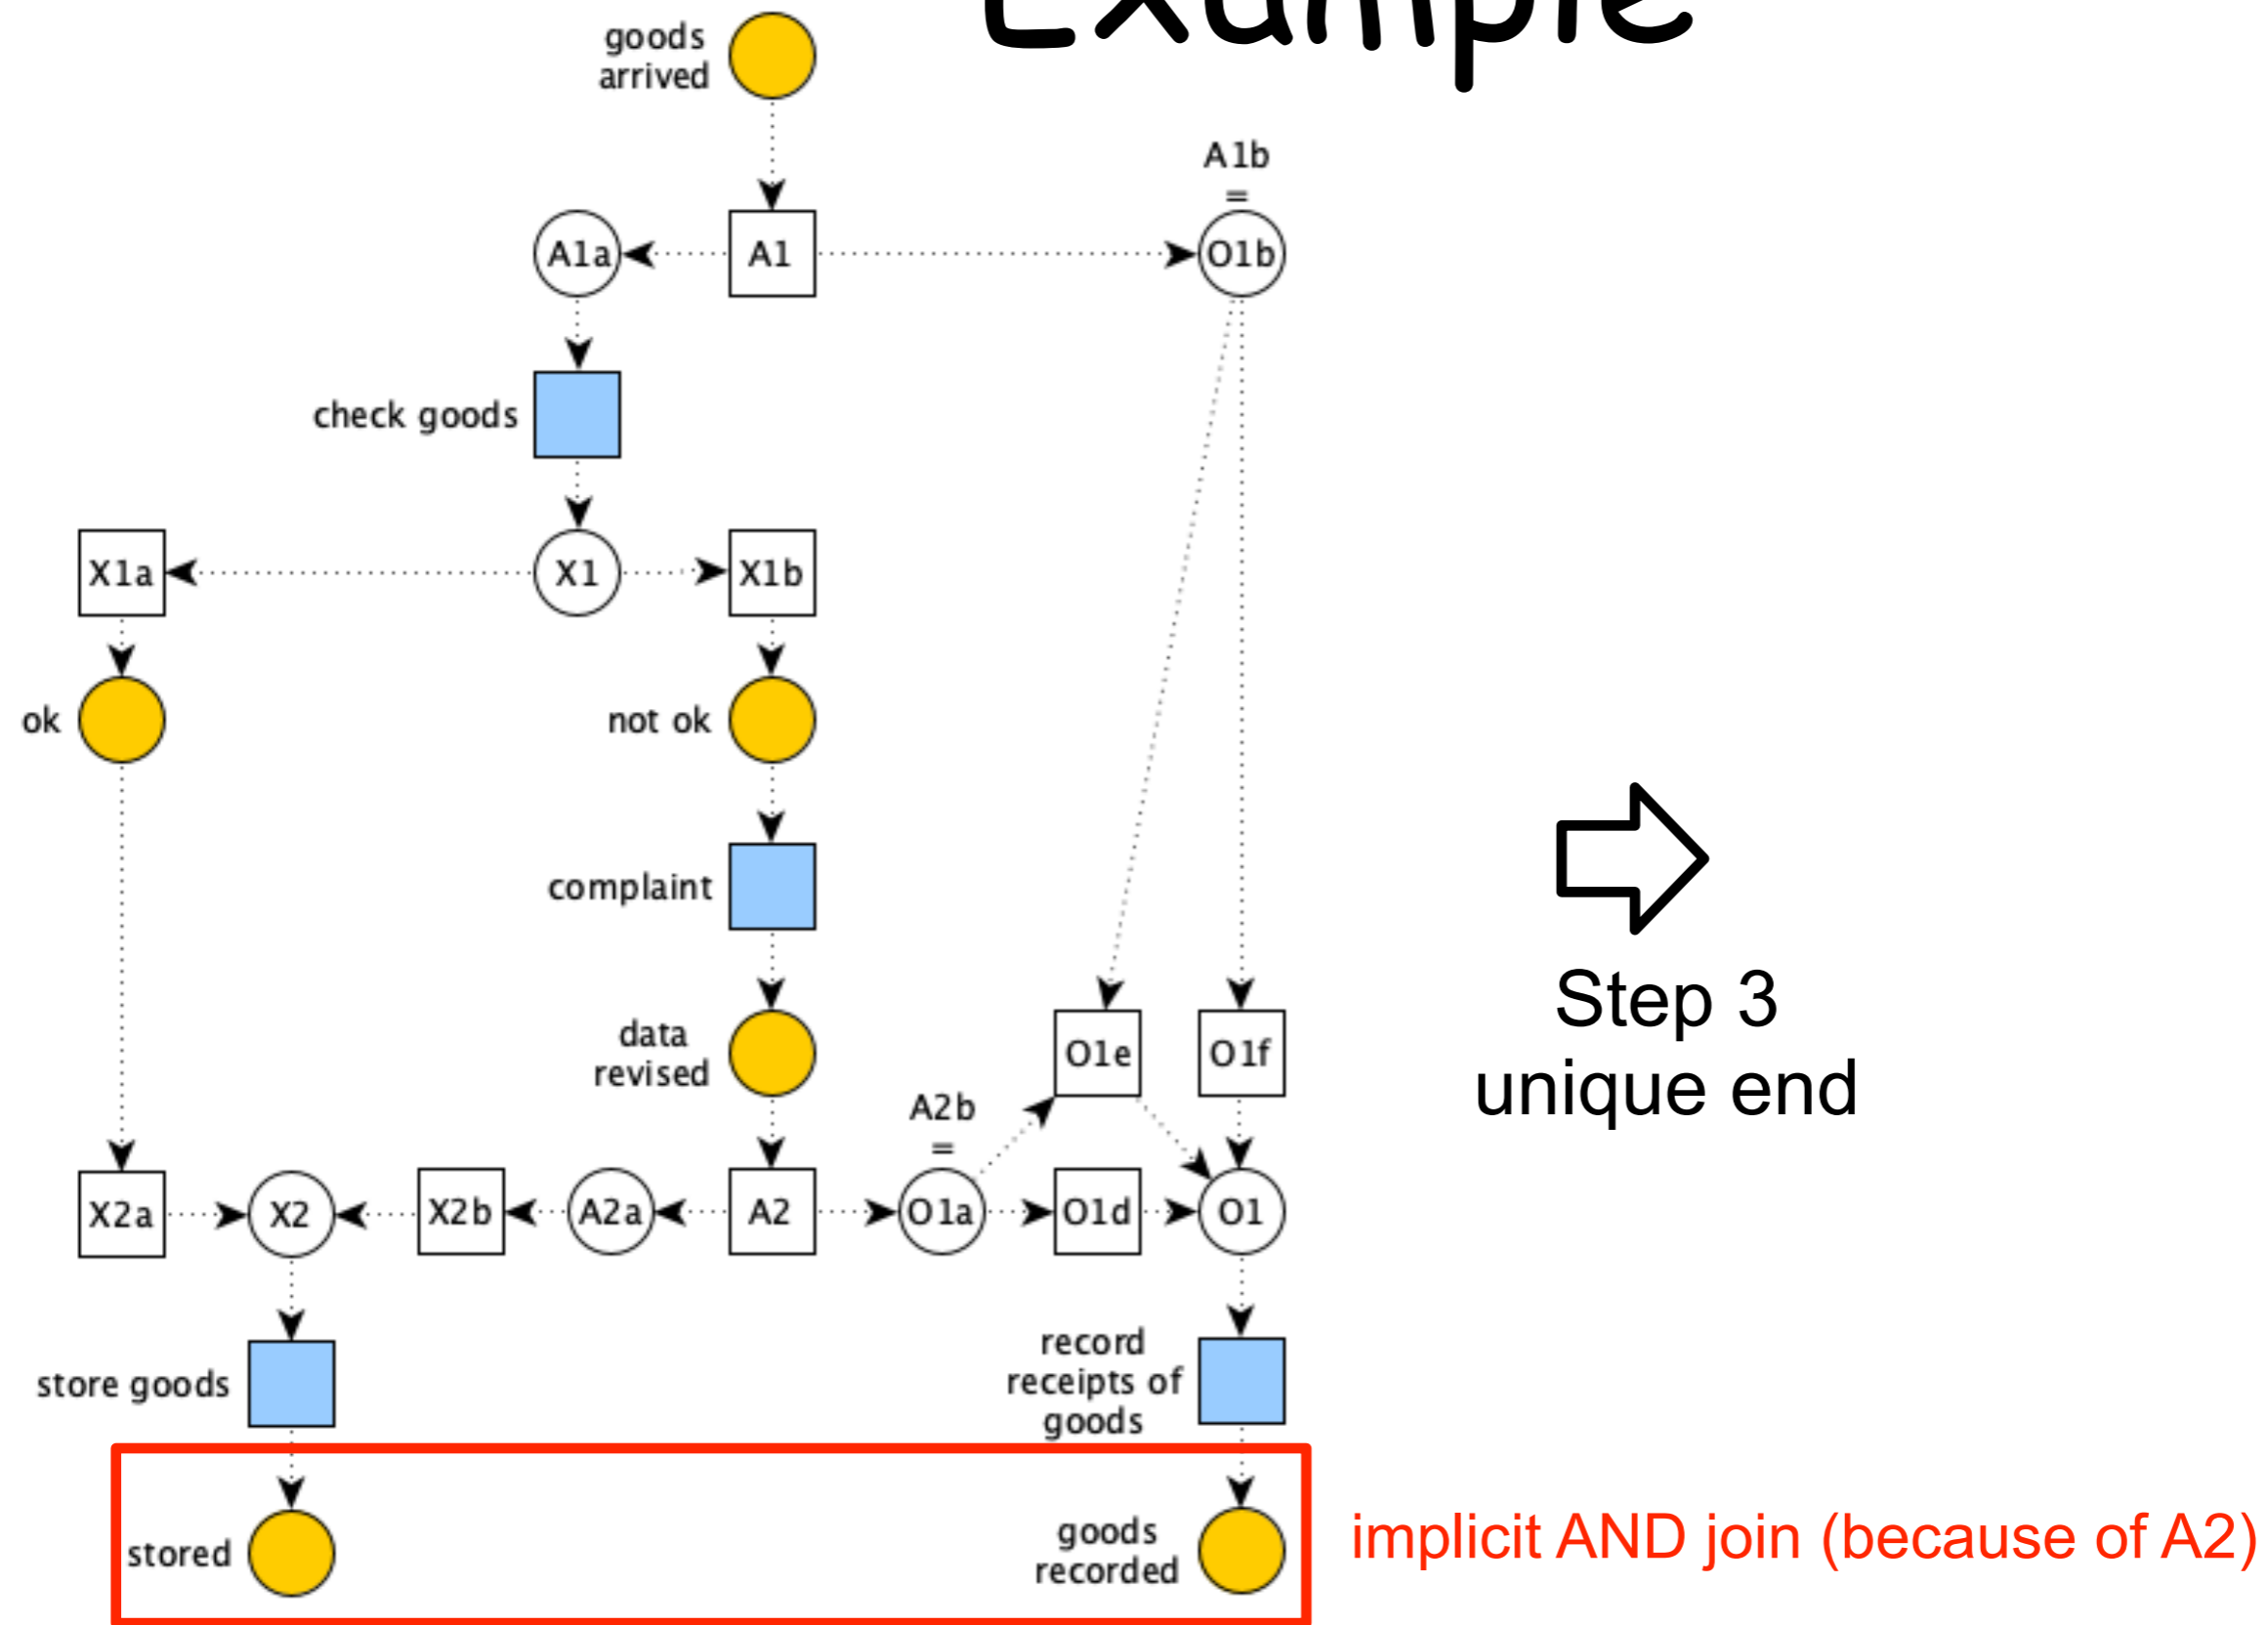 Example
goods
arrived
A1b
=
A1a
A1
O1b
check goods
X1a
X1
X1b
ok
not ok
complaint
Step 3
unique end
data
revised
O1e
O1f
A2b
=
X2a
X2
X2b
A2a
A2
O1a
O1d
O1
store goods
record
receipts of
goods
stored
goods
recorded
implicit AND join (because of A2)